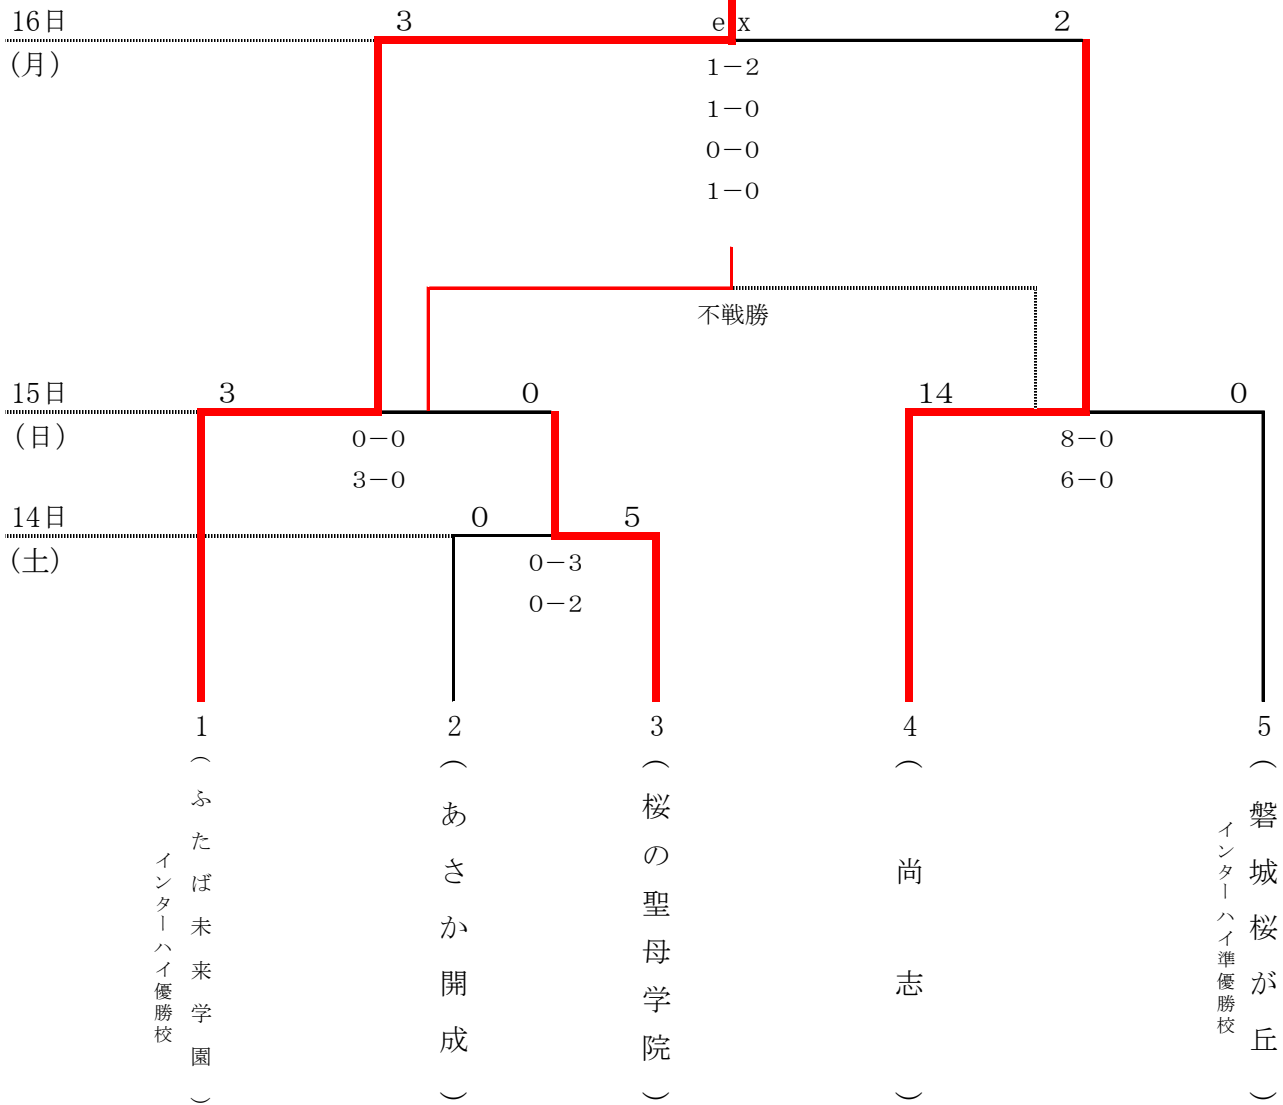 16日 3 ex 2
(月)
1－2
1－0
0－0
1－0
不戦勝
15日 3 0 14 0
(日)
0－0 8－0
3－0 6－0
14日 0 5
(土)
0－3
0－2
1 2 3 4 5
（ふたば未来学園）
インターハイ優勝校
（あさか開成）
（桜の聖母学院）
（尚志）
（磐城桜が丘）
インターハイ準優勝校